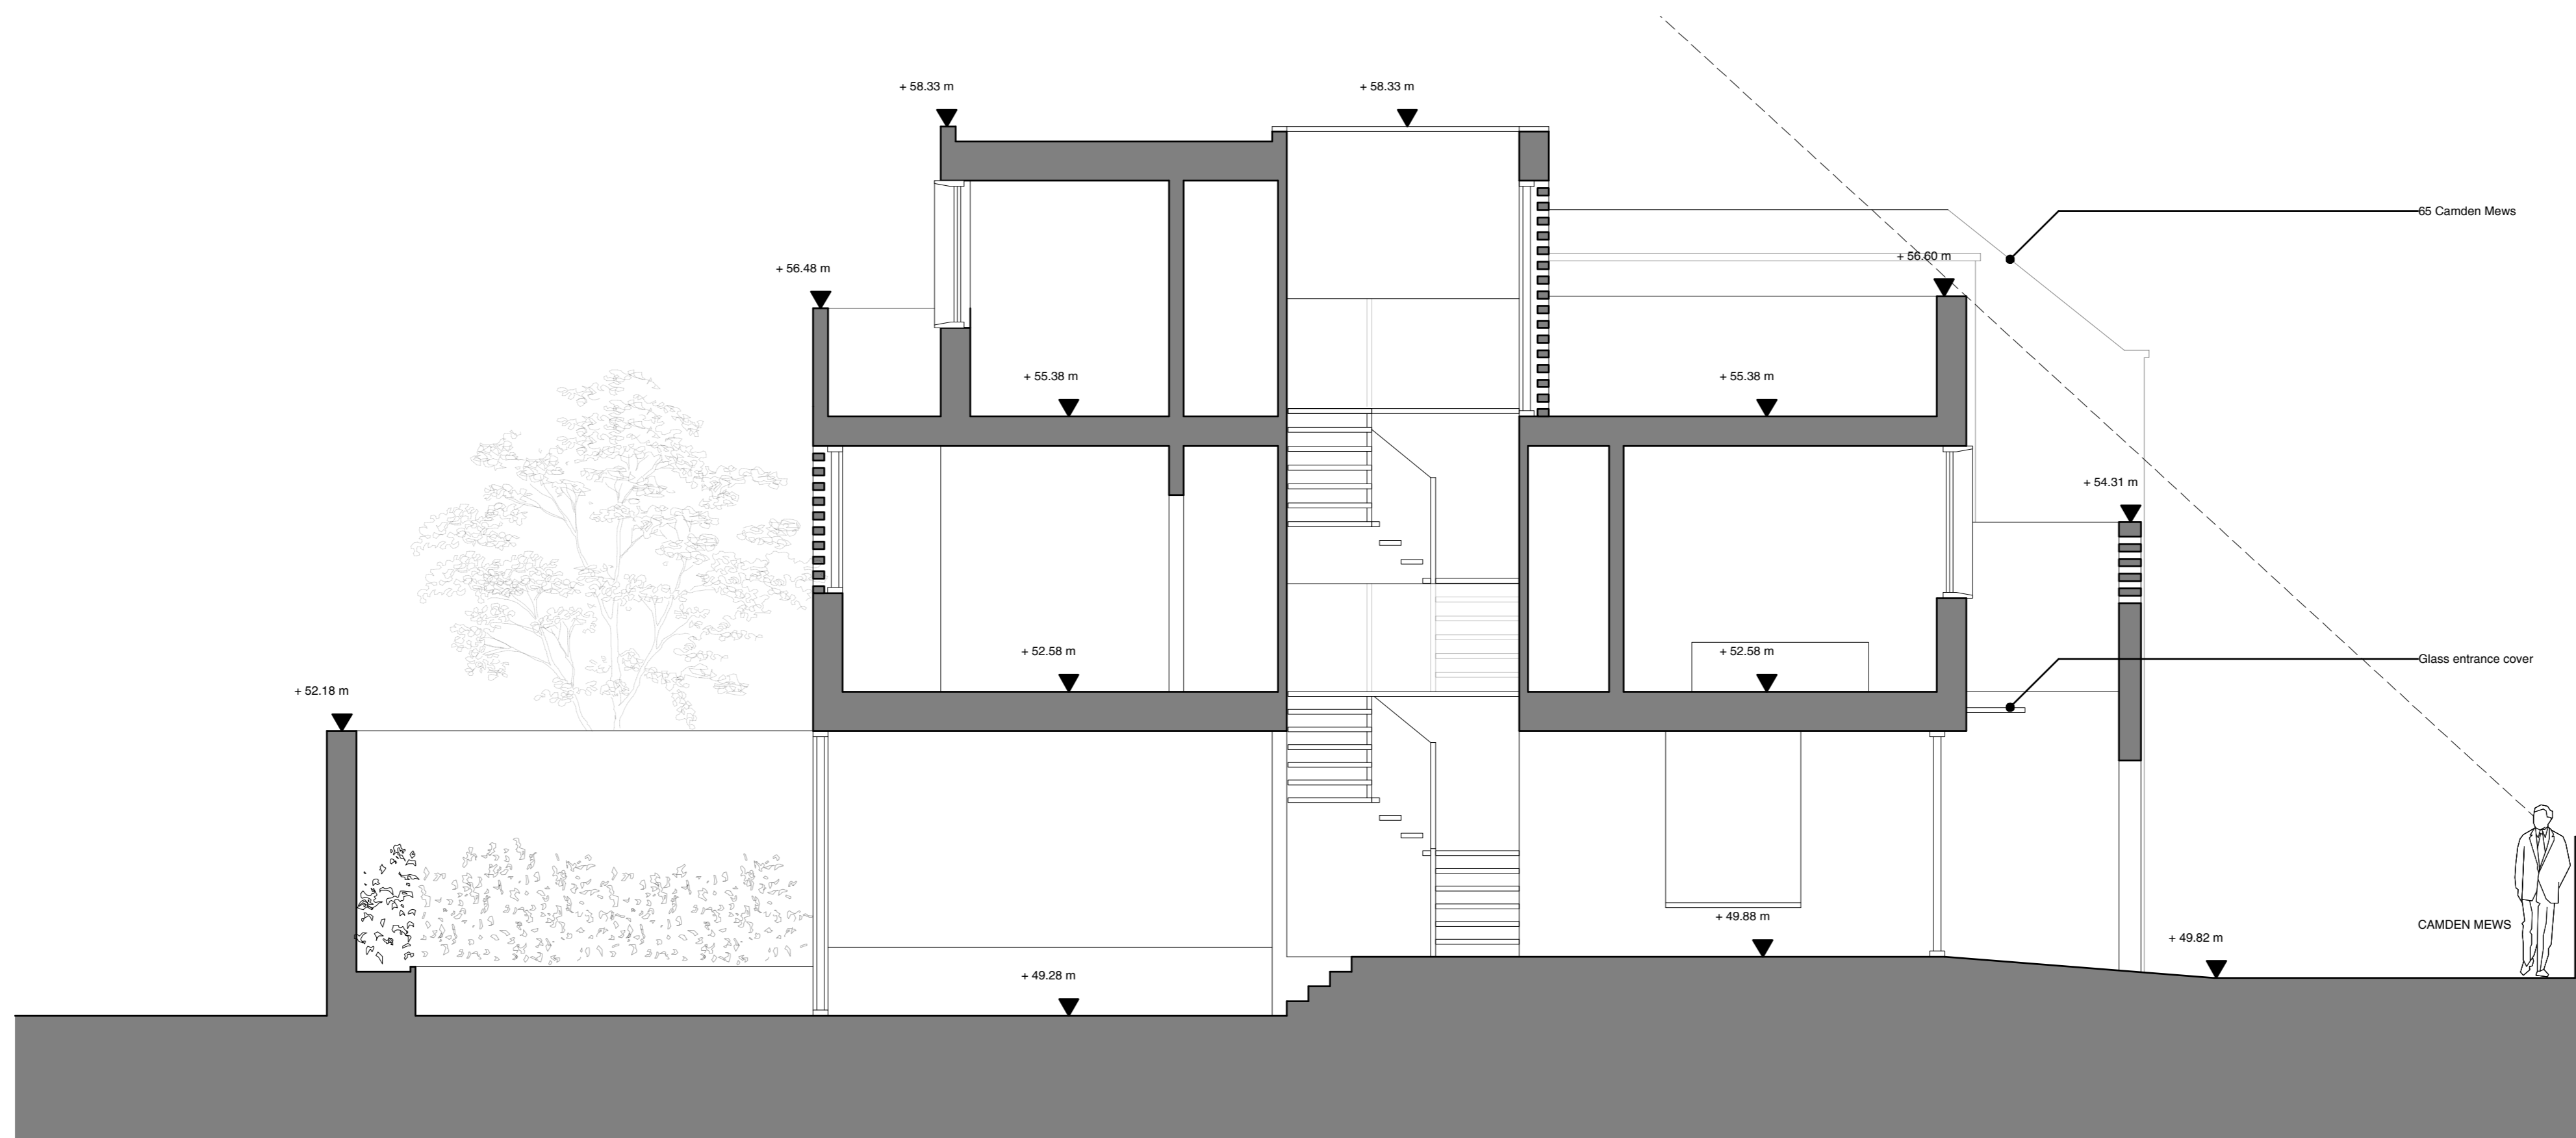 + 58.33 m
+ 58.33 m
65 Camden Mews
+ 56.60 m
+ 56.48 m
+ 55.38 m
+ 55.38 m
+ 54.31 m
+ 52.58 m
+ 52.58 m
Glass entrance cover
+ 52.18 m
+ 49.88 m
CAMDEN MEWS
+ 49.82 m
+ 49.28 m